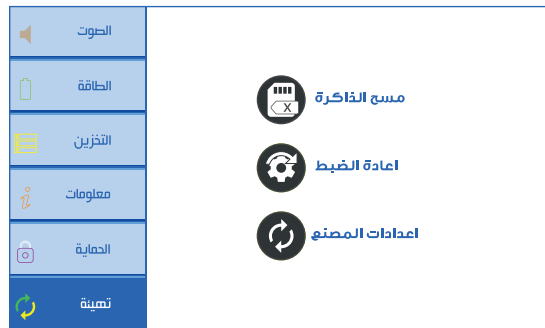 الصوت
الطاقة
التخزين
معلومات
الحماية
تهيئة
مسح الذاكرة
اعادة الضبط
اعدادات المصنع